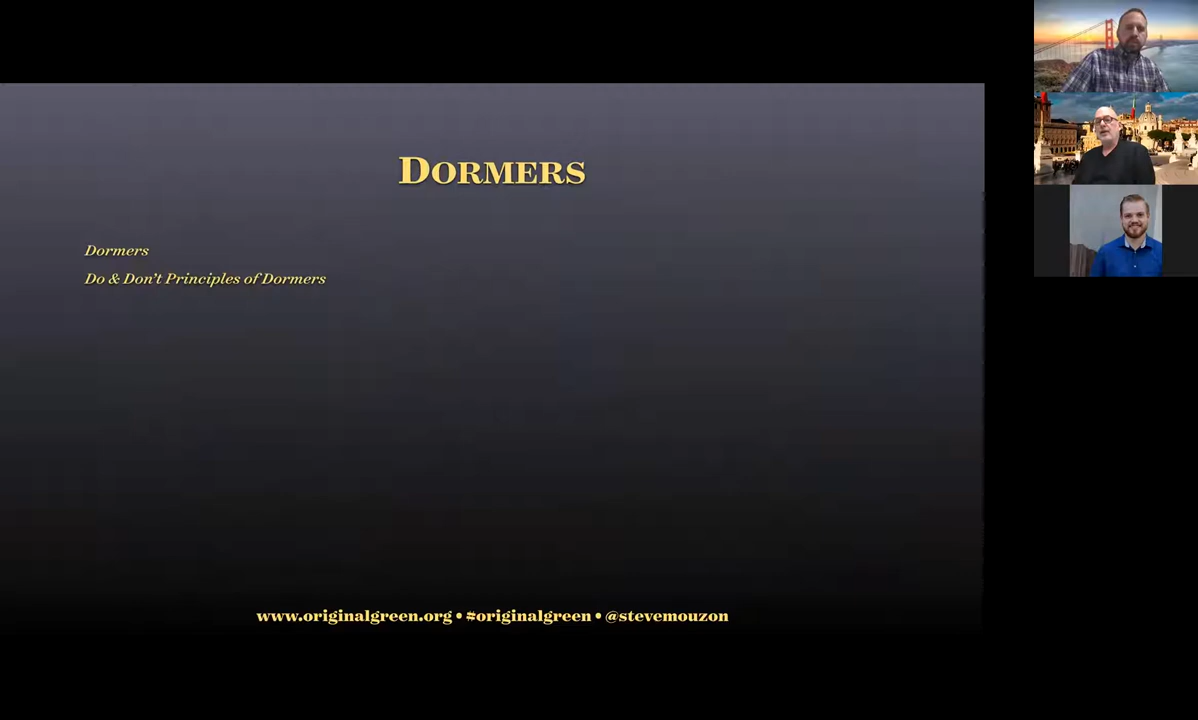 DORMERS
Dormers
Do & Don't Principles of Dormers
www.originalgreen.org • #originalgreen • @stevemouzon